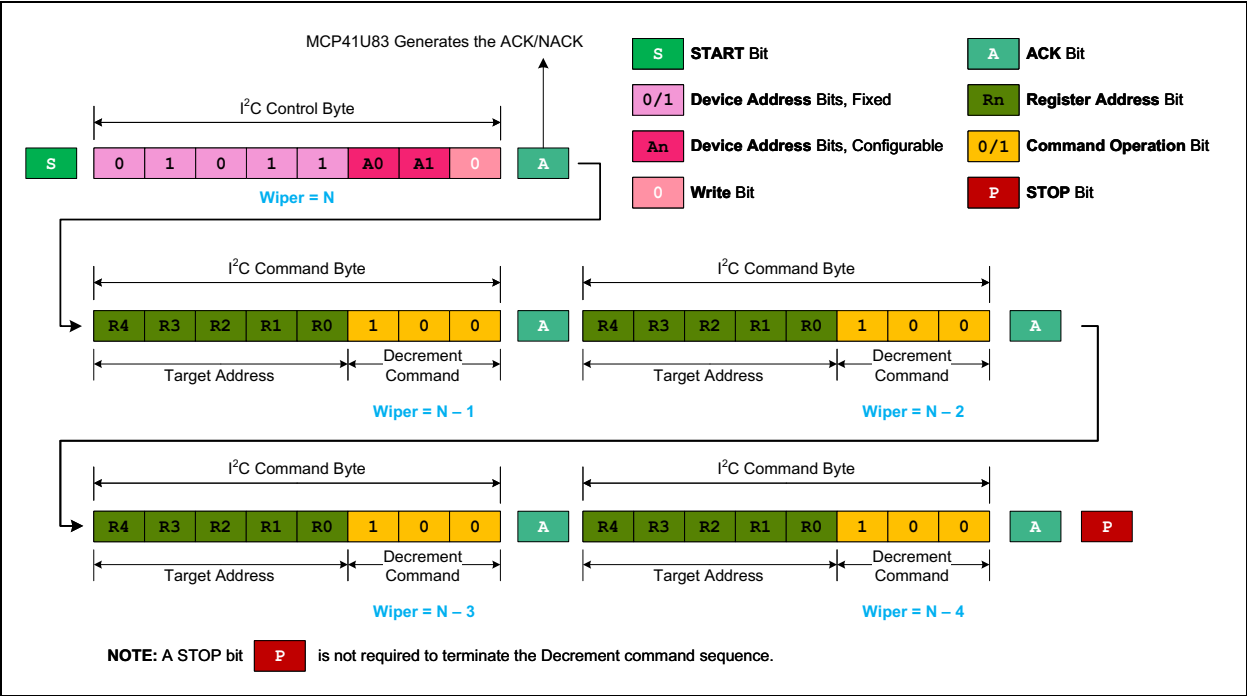 MCP41U83 Generates the ACK/NACK
S START Bit
A ACK Bit
0/1 Device Address Bits, Fixed
Rn Register Address Bit
An Device Address Bits, Configurable
0/1 Command Operation Bit
0 Write Bit
P STOP Bit
I²C Control Byte
S 0 1 0 1 1 A0 A1 0 A
Wiper = N
I²C Command Byte I²C Command Byte
R4 R3 R2 R1 R0 1 0 0 A R4 R3 R2 R1 R0 1 0 0 A
Target Address Decrement Command Target Address Decrement Command
Wiper = N – 1 Wiper = N – 2
I²C Command Byte I²C Command Byte
R4 R3 R2 R1 R0 1 0 0 A R4 R3 R2 R1 R0 1 0 0 A P
Target Address Decrement Command Target Address Decrement Command
Wiper = N – 3 Wiper = N – 4
NOTE: A STOP bit P is not required to terminate the Decrement command sequence.